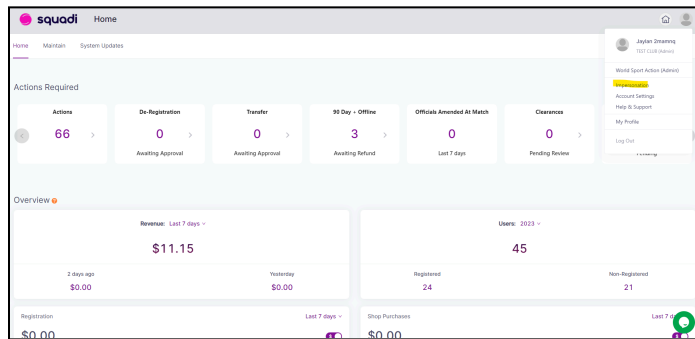 squadi Home
Jaylan 2mamnq
TEST CLUB (Admin)
Home Maintain System Updates
World Sport Action (Admin)
Impersonation
Account Settings
Help & Support
My Profile
Log Out
Actions Required
Actions De-Registration Transfer 90 Day + Offline Officials Amended At Match Clearances
66 0 0 3 0 0
Awaiting Approval Awaiting Approval Awaiting Refund Last 7 days Pending Review Pending
Overview
Revenue: Last 7 days Users: 2023
$11.15 45
2 days ago Yesterday Registered Non-Registered
$0.00 $0.00 24 21
Registration Last 7 days Shop Purchases Last 7 d
$0.00 $0.00